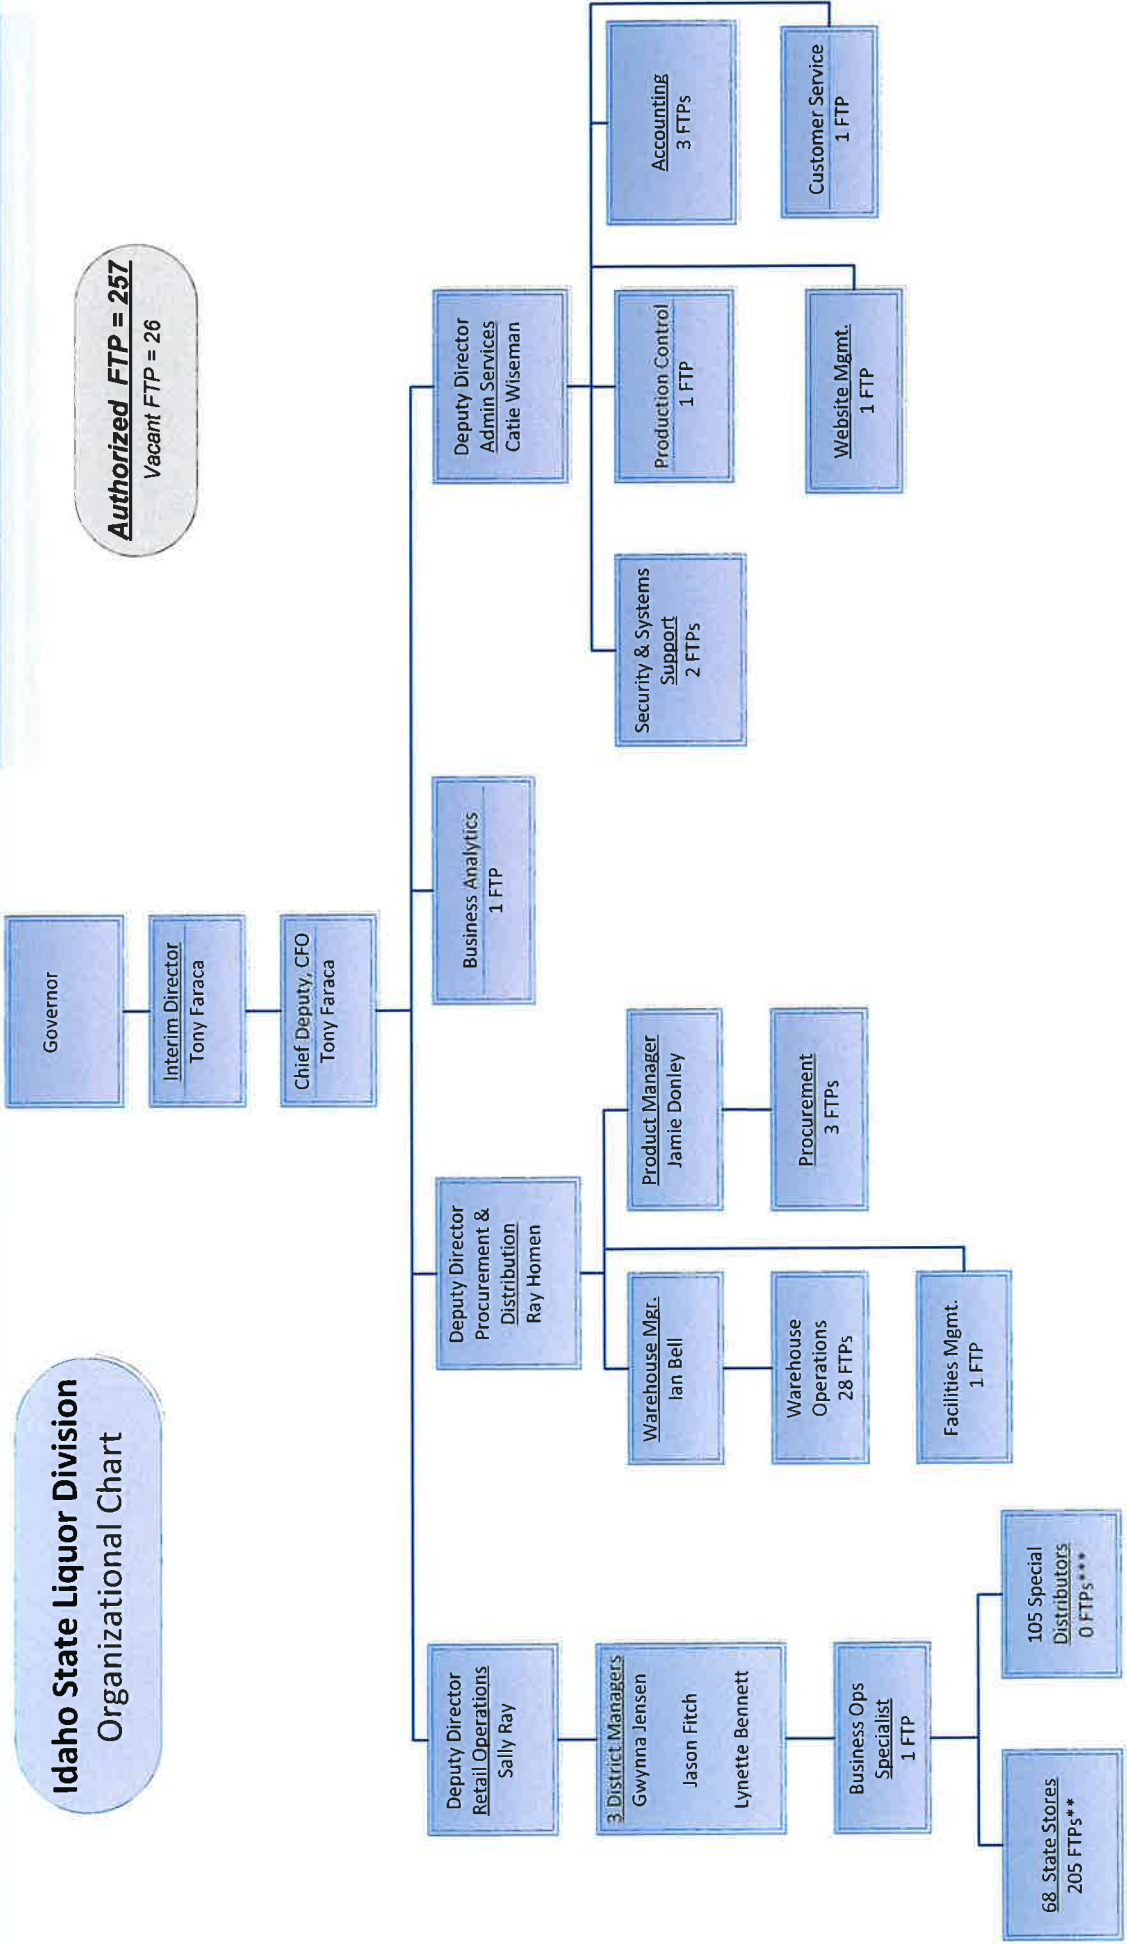 Idaho State Liquor Division
Organizational Chart
Authorized FTP = 257
Vacant FTP = 26
Governor
Interim Director
Tony Faraca
Chief Deputy, CFO
Tony Faraca
Deputy Director
Retail Operations
Sally Ray
Deputy Director
Procurement &
Distribution
Ray Homen
Business Analytics
1 FTP
Deputy Director
Admin Services
Catie Wiseman
3 District Managers
Gwynna Jensen
Jason Fitch
Lynette Bennett
Warehouse Mgr.
Ian Bell
Product Manager
Jamie Donley
Security & Systems
Support
2 FTPs
Production Control
1 FTP
Accounting
3 FTPs
Business Ops
Specialist
1 FTP
Warehouse
Operations
28 FTPs
Procurement
3 FTPs
Website Mgmt.
1 FTP
Customer Service
1 FTP
Facilities Mgmt.
1 FTP
68 State Stores
205 FTPs**
105 Special
Distributors
0 FTPs***